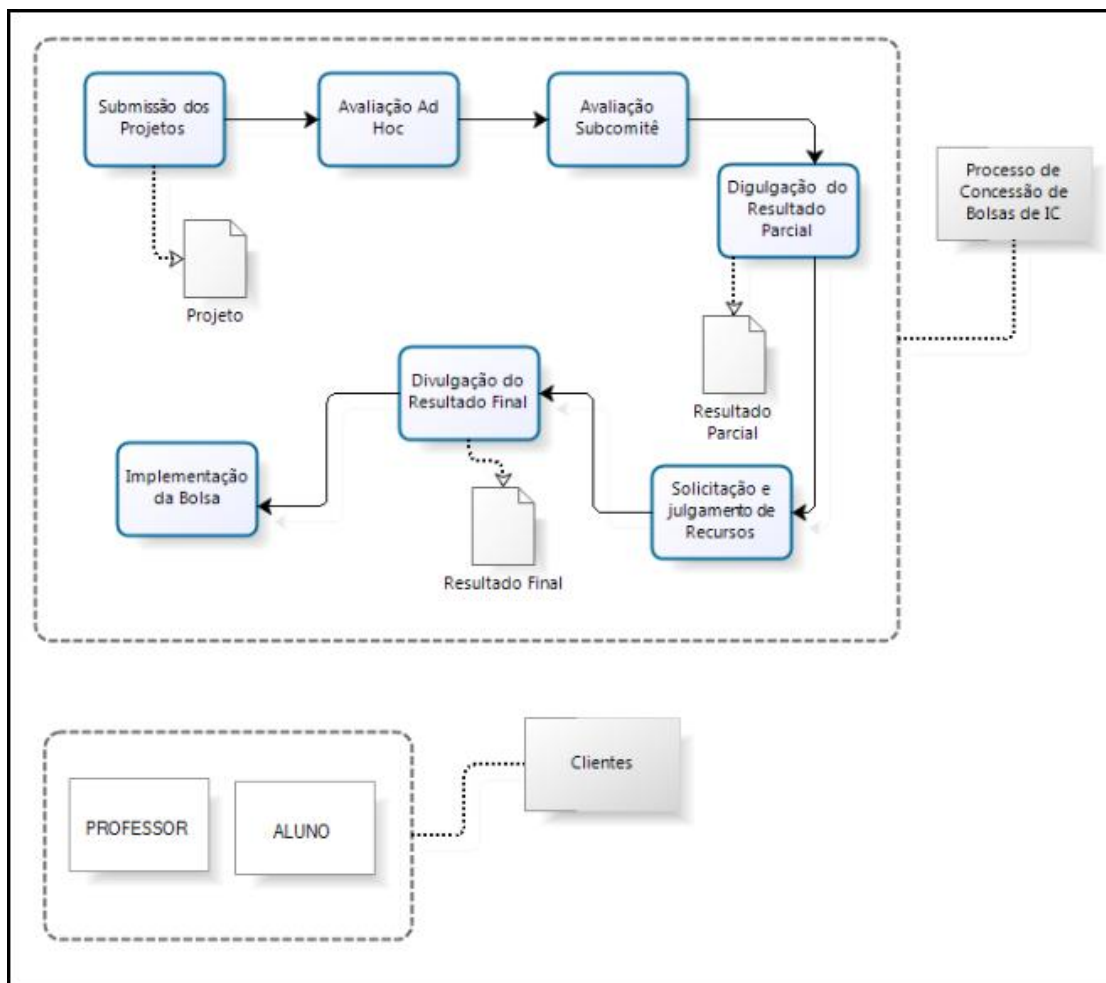 Submissão dos
Projetos
Avaliação Ad
Hoc
Avaliação
Subcomitê
Digulgação do
Resultado
Parcial
Processo de
Concessão de
Bolsas de IC
Projeto
Resultado
Parcial
Divulgação do
Resultado Final
Implementação
da Bolsa
Solicitação e
julgamento de
Recursos
Resultado Final
Clientes
PROFESSOR
ALUNO